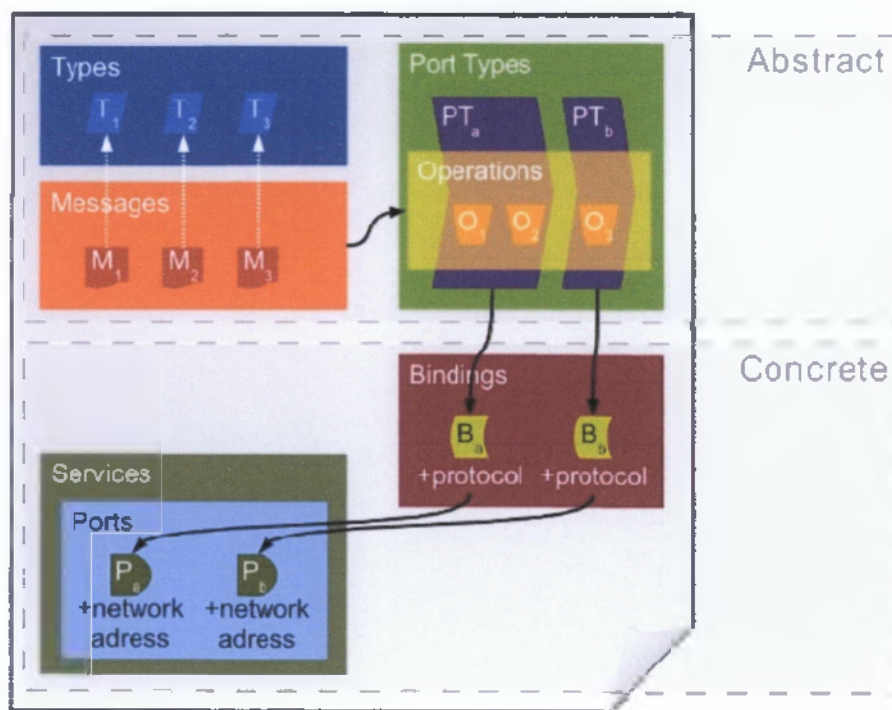 Types
T1 T2 T3
Messages
M1 M2 M3
Port Types
PTa PTb
Operations
O1 O2 O3
Abstract
Concrete
Bindings
Ba Bb
+protocol +protocol
Services
Ports
Pa Pb
+network +network
adress adress